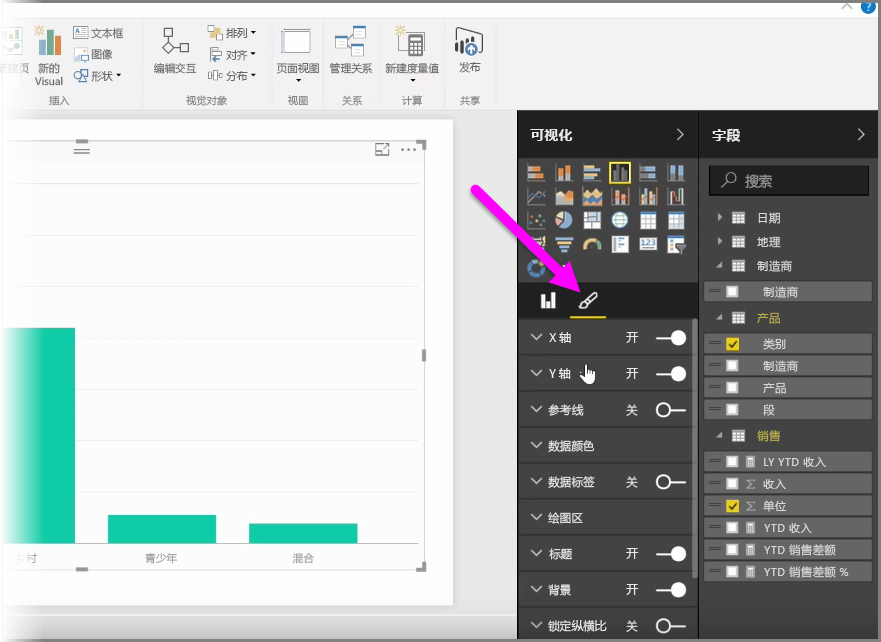 ?
文本框
图像
形状
新的
Visual
插入
编辑交互
排列
对齐
分布
视觉对象
页面视图
视图
管理关系
关系
新建度量值
计算
发布
共享
青少年
混合
可视化
123
X 轴 开
Y 轴 开
参考线 关
数据颜色
数据标签 关
绘图区
标题 开
背景 开
锁定纵横比 关
字段
搜索
日期
地理
制造商
制造商
产品
类别
制造商
产品
段
销售
LY YTD 收入
收入
单位
YTD 收入
YTD 销售差额
YTD 销售差额 %